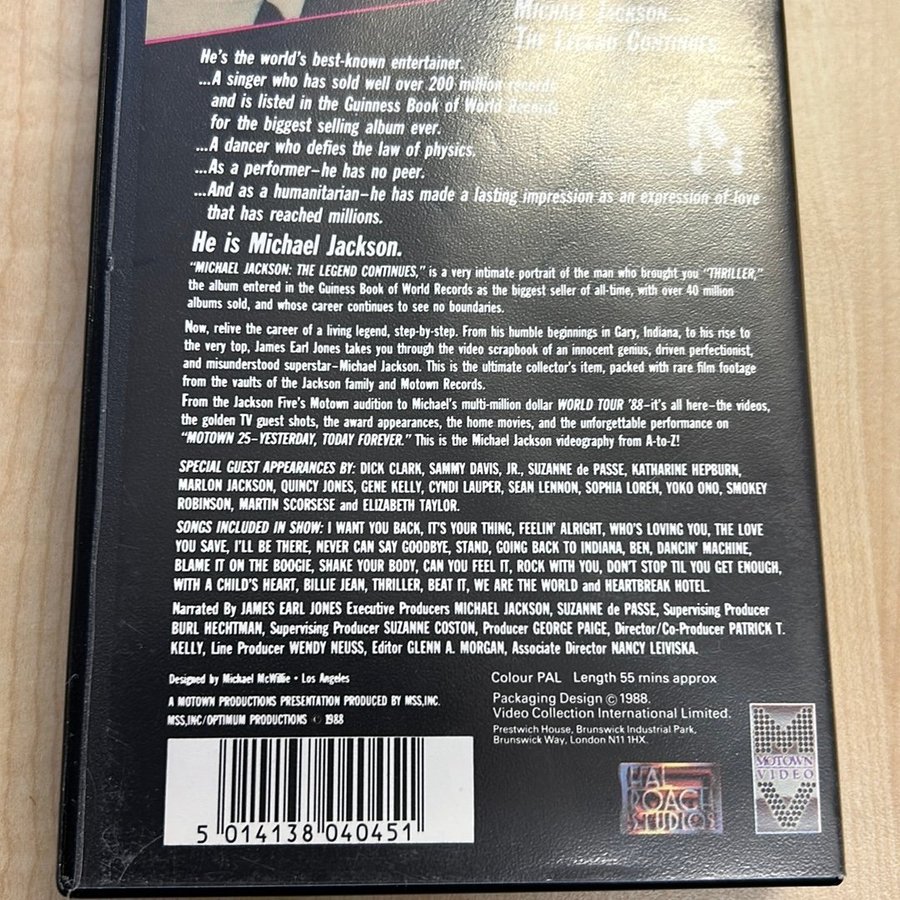 MICHAEL JACKSON...
THE LEGEND CONTINUES
He's the world's best-known entertainer.
...A singer who has sold well over 200 million records
and is listed in the Guinness Book of World Records
for the biggest selling album ever.
...A dancer who defies the law of physics.
...As a performer–he has no peer.
...And as a humanitarian–he has made a lasting impression as an expression of love
that has reached millions.
He is Michael Jackson.
"MICHAEL JACKSON: THE LEGEND CONTINUES," is a very intimate portrait of the man who brought you "THRILLER,"
the album entered in the Guiness Book of World Records as the biggest seller of all-time, with over 40 million
albums sold, and whose career continues to see no boundaries.
Now, relive the career of a living legend, step-by-step. From his humble beginnings in Gary, Indiana, to his rise to
the very top, James Earl Jones takes you through the video scrapbook of an innocent genius, driven perfectionist,
and misunderstood superstar–Michael Jackson. This is the ultimate collector's item, packed with rare film footage
from the vaults of the Jackson family and Motown Records.
From the Jackson Five's Motown audition to Michael's multi-million dollar WORLD TOUR '88–it's all here–the videos,
the golden TV guest shots, the award appearances, the home movies, and the unforgettable performance on
"MOTOWN 25–YESTERDAY, TODAY FOREVER." This is the Michael Jackson videography from A-to-Z!
SPECIAL GUEST APPEARANCES BY: DICK CLARK, SAMMY DAVIS, JR., SUZANNE de PASSE, KATHARINE HEPBURN,
MARLON JACKSON, QUINCY JONES, GENE KELLY, CYNDI LAUPER, SEAN LENNON, SOPHIA LOREN, YOKO ONO, SMOKEY
ROBINSON, MARTIN SCORSESE and ELIZABETH TAYLOR.
SONGS INCLUDED IN SHOW: I WANT YOU BACK, IT'S YOUR THING, FEELIN' ALRIGHT, WHO'S LOVING YOU, THE LOVE
YOU SAVE, I'LL BE THERE, NEVER CAN SAY GOODBYE, STAND, GOING BACK TO INDIANA, BEN, DANCIN' MACHINE,
BLAME IT ON THE BOOGIE, SHAKE YOUR BODY, CAN YOU FEEL IT, ROCK WITH YOU, DON'T STOP TIL YOU GET ENOUGH,
WITH A CHILD'S HEART, BILLIE JEAN, THRILLER, BEAT IT, WE ARE THE WORLD and HEARTBREAK HOTEL.
Narrated By JAMES EARL JONES Executive Producers MICHAEL JACKSON, SUZANNE de PASSE, Supervising Producer
BURL HECHTMAN, Supervising Producer SUZANNE COSTON, Producer GEORGE PAIGE, Director/Co-Producer PATRICK T.
KELLY, Line Producer WENDY NEUSS, Editor GLENN A. MORGAN, Associate Director NANCY LEIVISKA.
Designed by Michael McWillie • Los Angeles
A MOTOWN PRODUCTIONS PRESENTATION PRODUCED BY MSS,INC.
MSS,INC/OPTIMUM PRODUCTIONS © 1988
Colour PAL Length 55 mins approx
Packaging Design © 1988.
Video Collection International Limited.
Prestwich House, Brunswick Industrial Park,
Brunswick Way, London N11 1HX.
5 014138 040451
HAL
ROACH
STUDIOS
MOTOWN
VIDEO